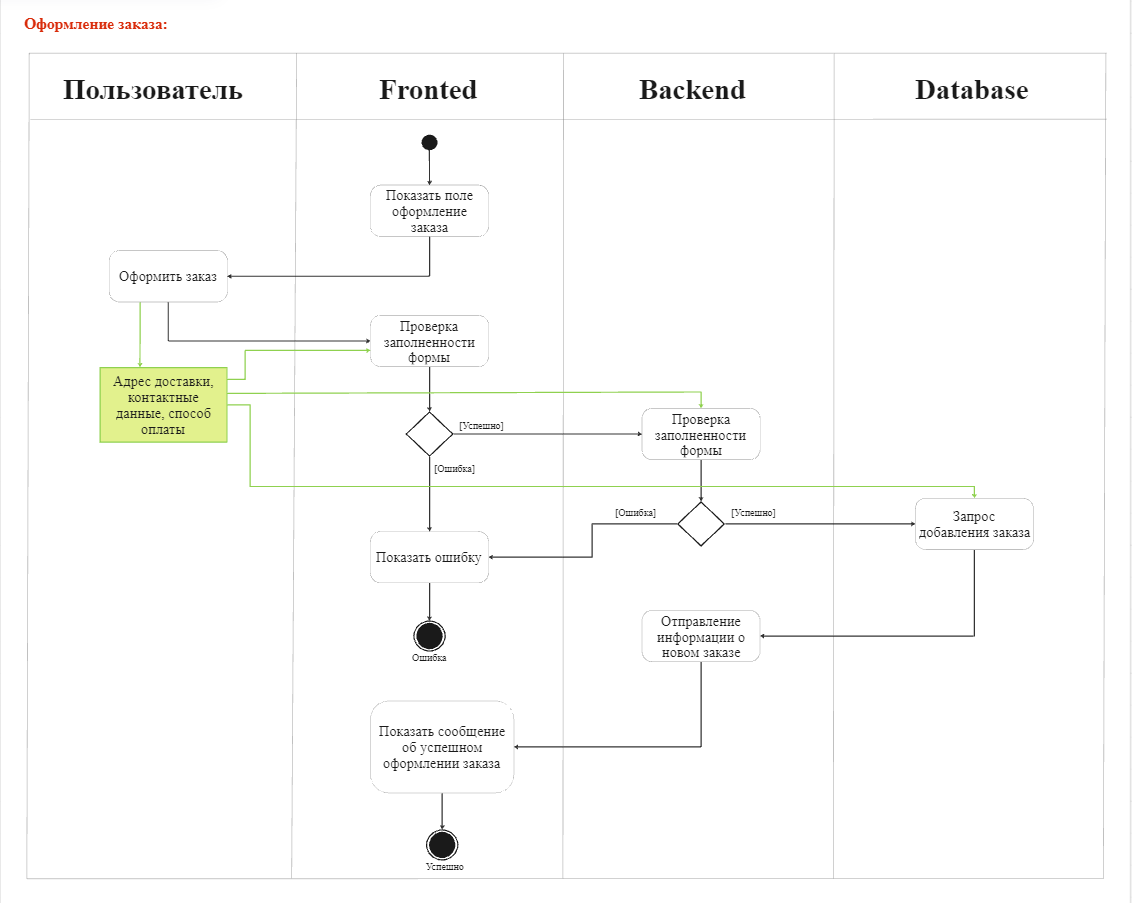 Оформление заказа:
Пользователь
Fronted
Backend
Database
Показать поле
оформление
заказа
Оформить заказ
Проверка
заполненности
формы
Адрес доставки,
контактные
данные, способ
оплаты
[Успешно]
Проверка
заполненности
формы
[Ошибка]
[Ошибка]
[Успешно]
Запрос
добавления заказа
Показать ошибку
Ошибка
Отправление
информации о
новом заказе
Показать сообщение
об успешном
оформлении заказа
Успешно